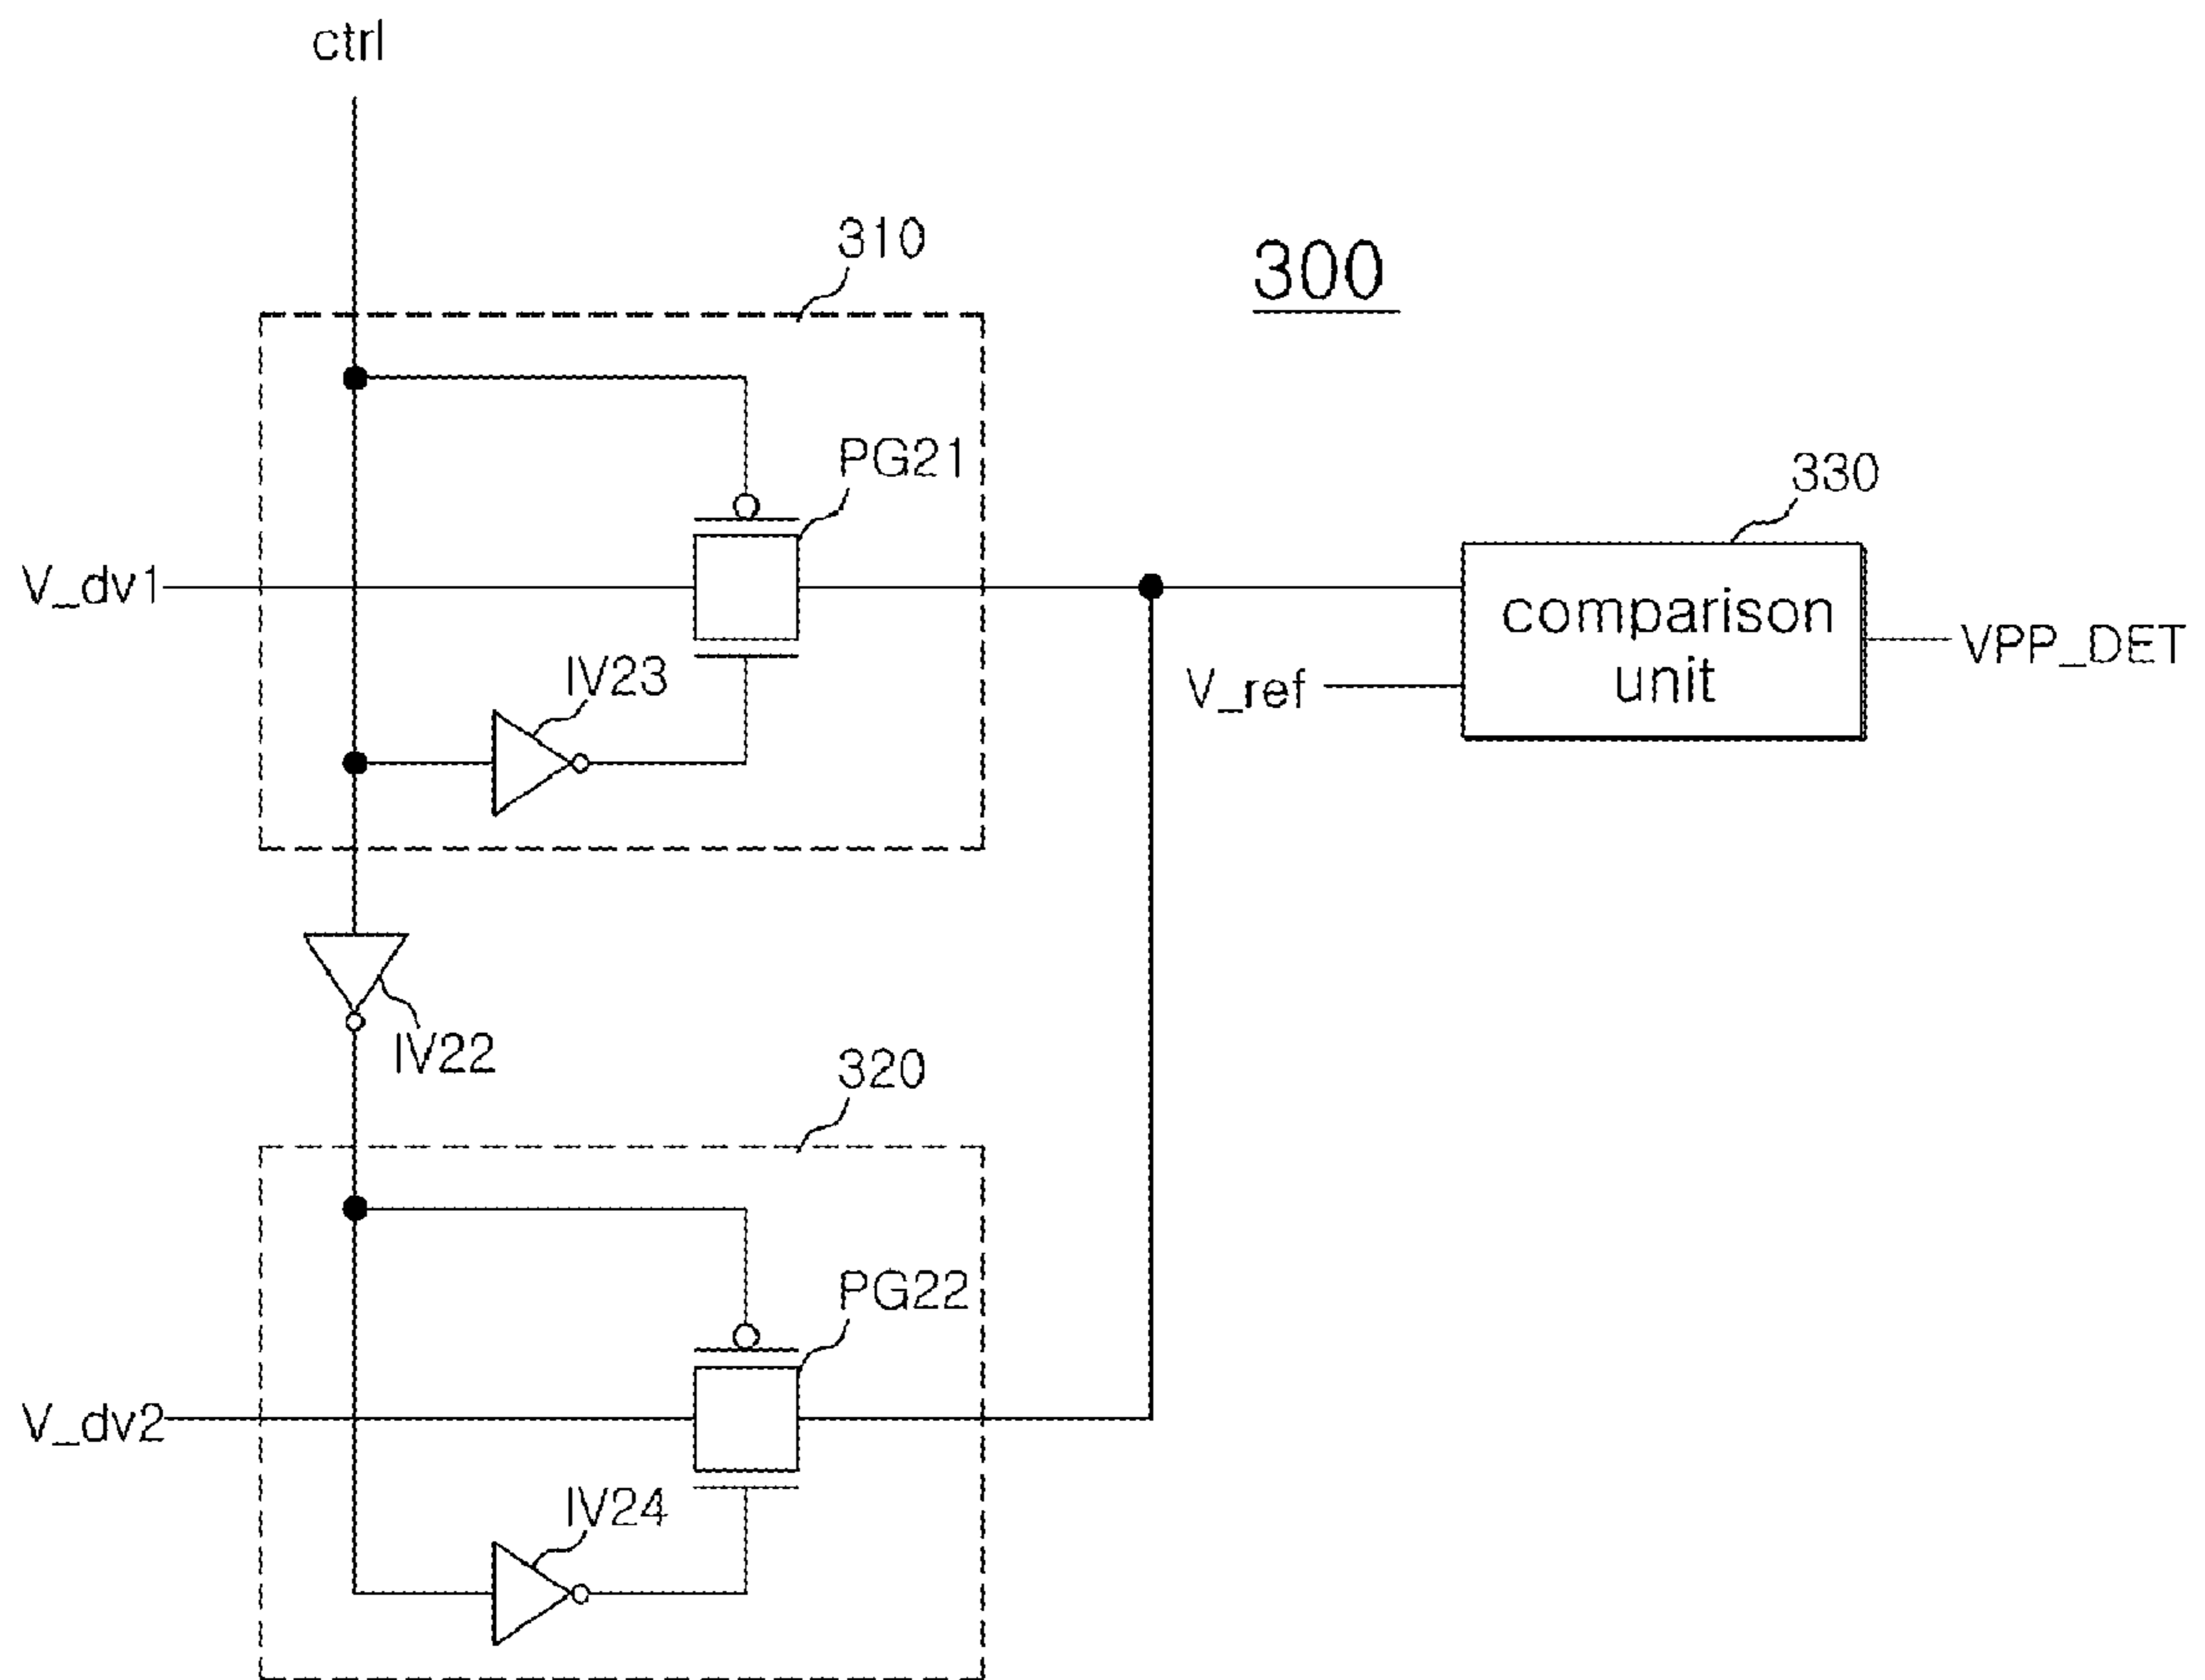 ctrl
310
300
PG21
330
V_dv1
comparison
unit
VPP_DET
IV23
V_ref
IV22
320
PG22
V_dv2
IV24